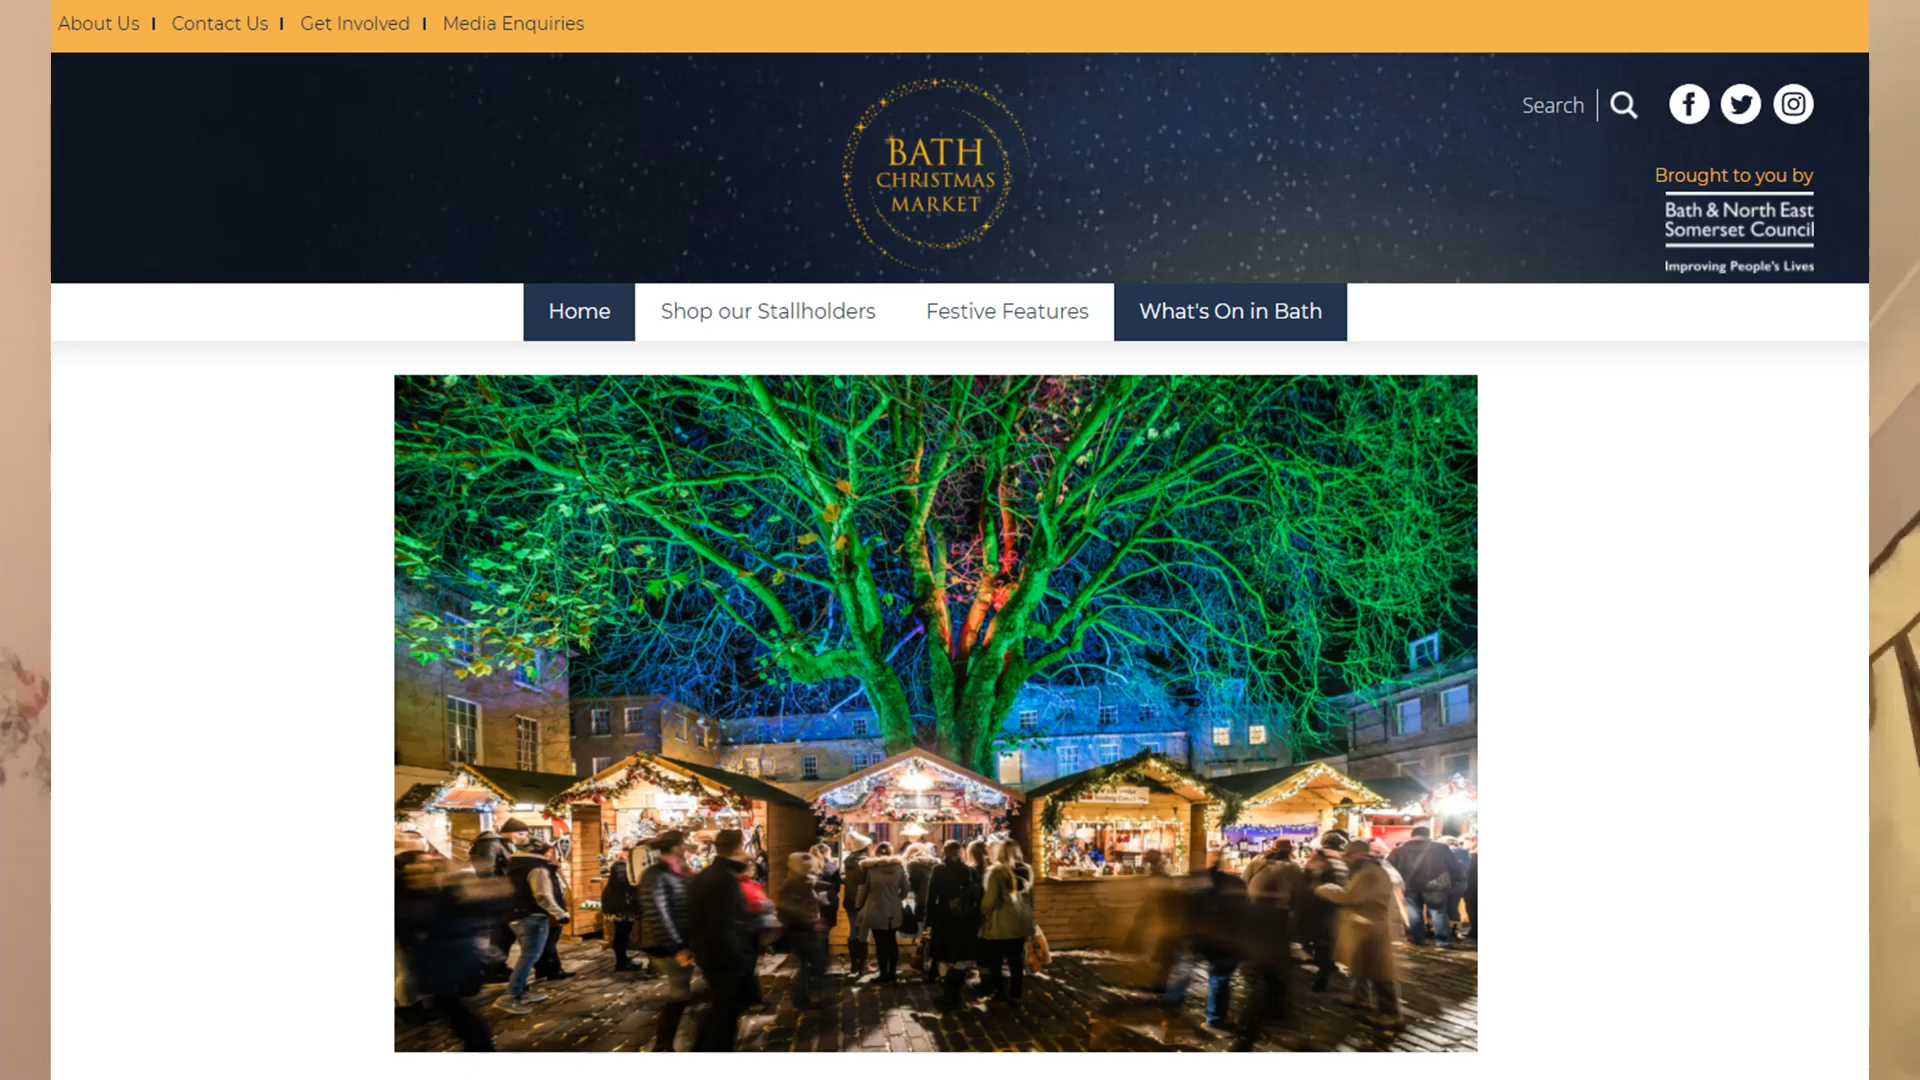 About Us | Contact Us | Get Involved | Media Enquiries
Search
BATH
CHRISTMAS
MARKET
Brought to you by
Bath & North East
Somerset Council
Improving People's Lives
Home Shop our Stallholders Festive Features What's On in Bath